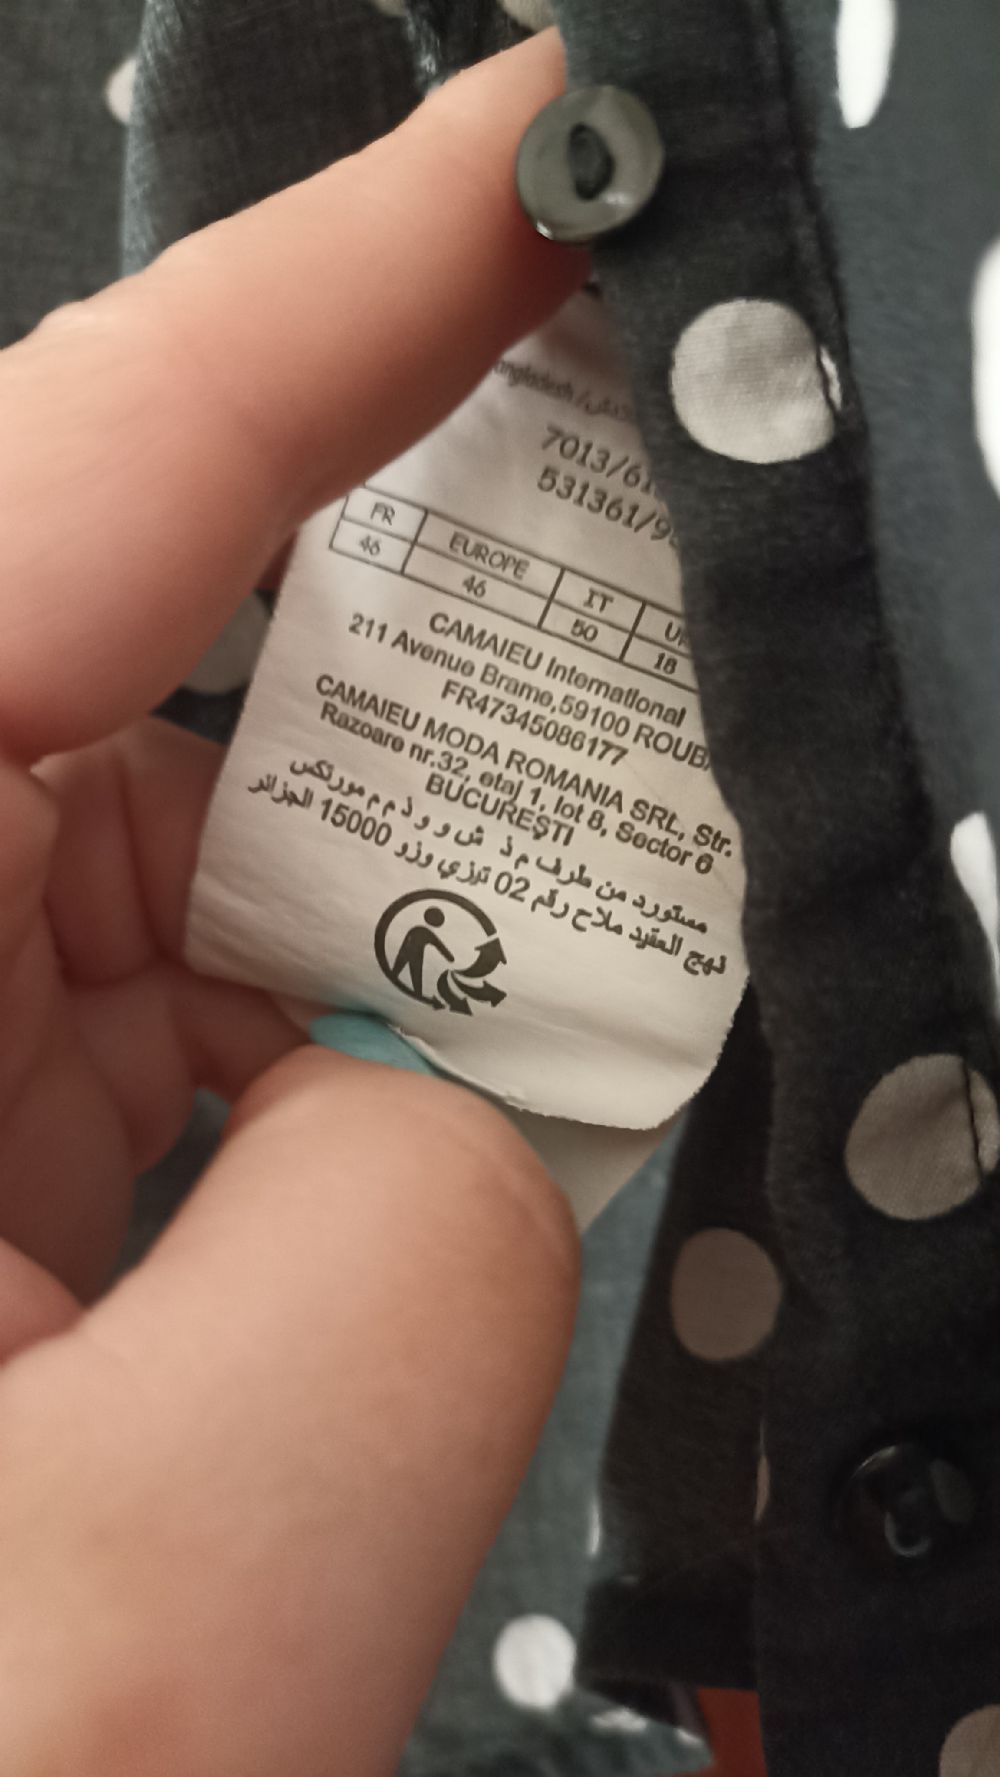 7013/61
531361/9
FR EUROPE IT
46 46 50 18
CAMAIEU International
211 Avenue Brame,59100 ROUB
FR47345086177
CAMAIEU MODA ROMANIA SRL, Str.
Razoare nr.32, etaj 1, lot 8, Sector 6
BUCUREŞTI
مستورد من طرف م ذ ش و و ذ م م مورتكس
نهج العقيد ملاح رقم 02 تيزي وزو 15000 الجزائر